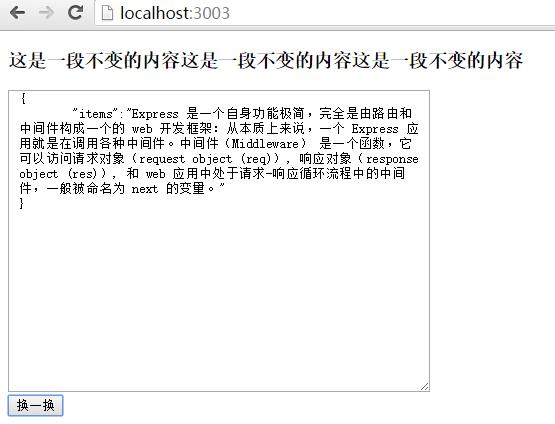 localhost:3003
这是一段不变的内容这是一段不变的内容这是一段不变的内容
{
"items":"Express 是一个自身功能极简，完全是由路由和
中间件构成一个的 web 开发框架：从本质上来说，一个 Express 应
用就是在调用各种中间件。中间件（Middleware） 是一个函数，它
可以访问请求对象（request object (req)）, 响应对象（response
object (res)）, 和 web 应用中处于请求-响应循环流程中的中间
件，一般被命名为 next 的变量。"
}
换一换